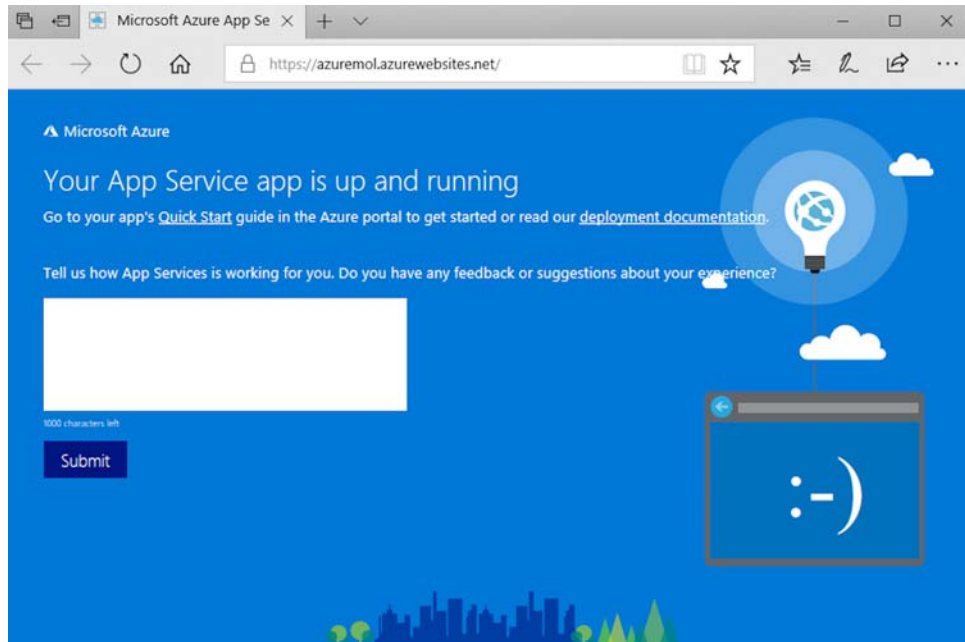 Microsoft Azure App Se
https://azuremol.azurewebsites.net/
Microsoft Azure
Your App Service app is up and running
Go to your app's Quick Start guide in the Azure portal to get started or read our deployment documentation.
Tell us how App Services is working for you. Do you have any feedback or suggestions about your experience?
1000 characters left
Submit
:-)